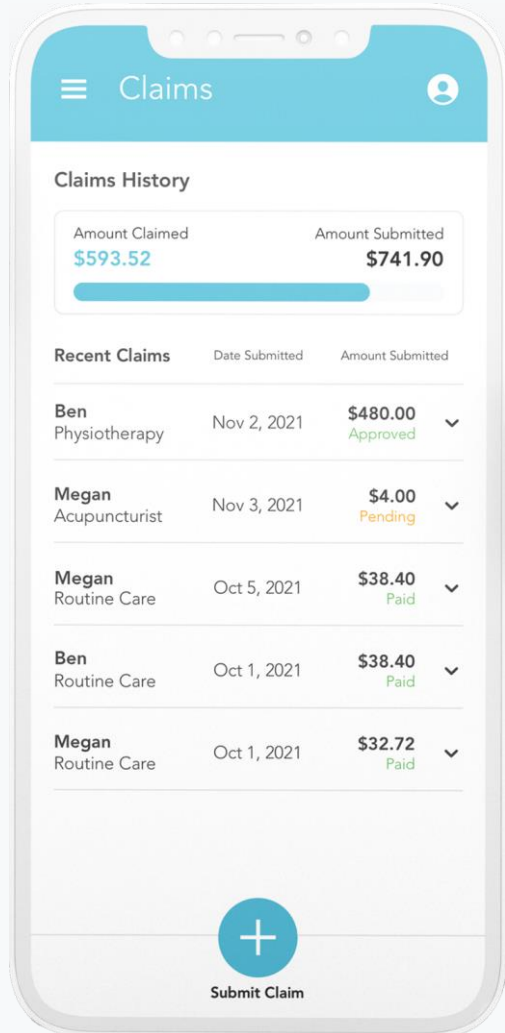 Claims
Claims History
Amount Claimed Amount Submitted
$593.52 $741.90
Recent Claims Date Submitted Amount Submitted
Ben
Physiotherapy
Nov 2, 2021
$480.00
Approved
Megan
Acupuncturist
Nov 3, 2021
$4.00
Pending
Megan
Routine Care
Oct 5, 2021
$38.40
Paid
Ben
Routine Care
Oct 1, 2021
$38.40
Paid
Megan
Routine Care
Oct 1, 2021
$32.72
Paid
Submit Claim